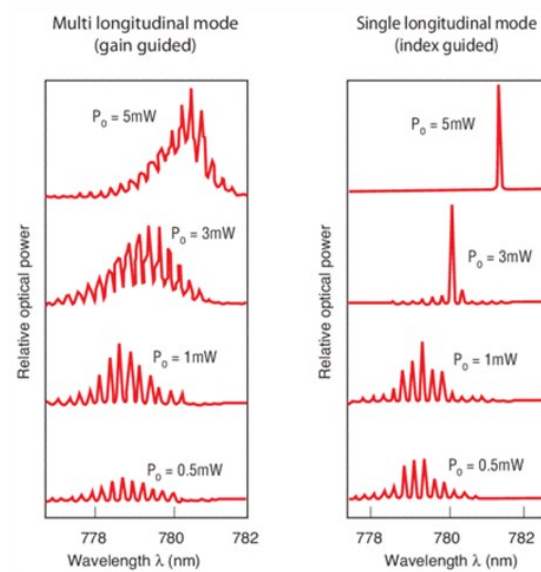 Multi longitudinal mode
(gain guided)
Relative optical power
P₀ = 5mW
P₀ = 3mW
P₀ = 1mW
P₀ = 0.5mW
778 780 782
Wavelength λ (nm)
Single longitudinal mode
(index guided)
Relative optical power
P₀ = 5mW
P₀ = 3mW
P₀ = 1mW
P₀ = 0.5mW
778 780 782
Wavelength λ (nm)